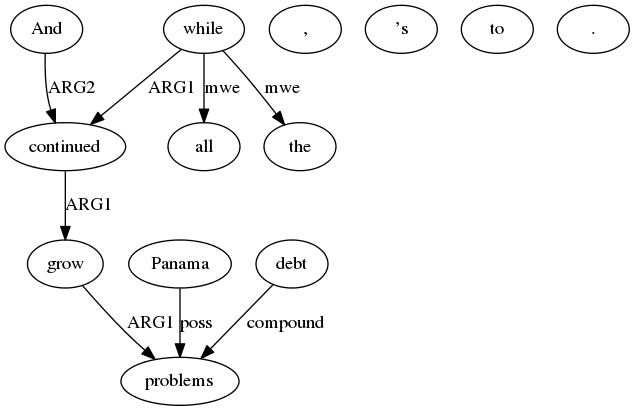 And while , ’s to .
ARG2 ARG1 mwe mwe
continued all the
ARG1
grow Panama debt
ARG1 poss compound
problems